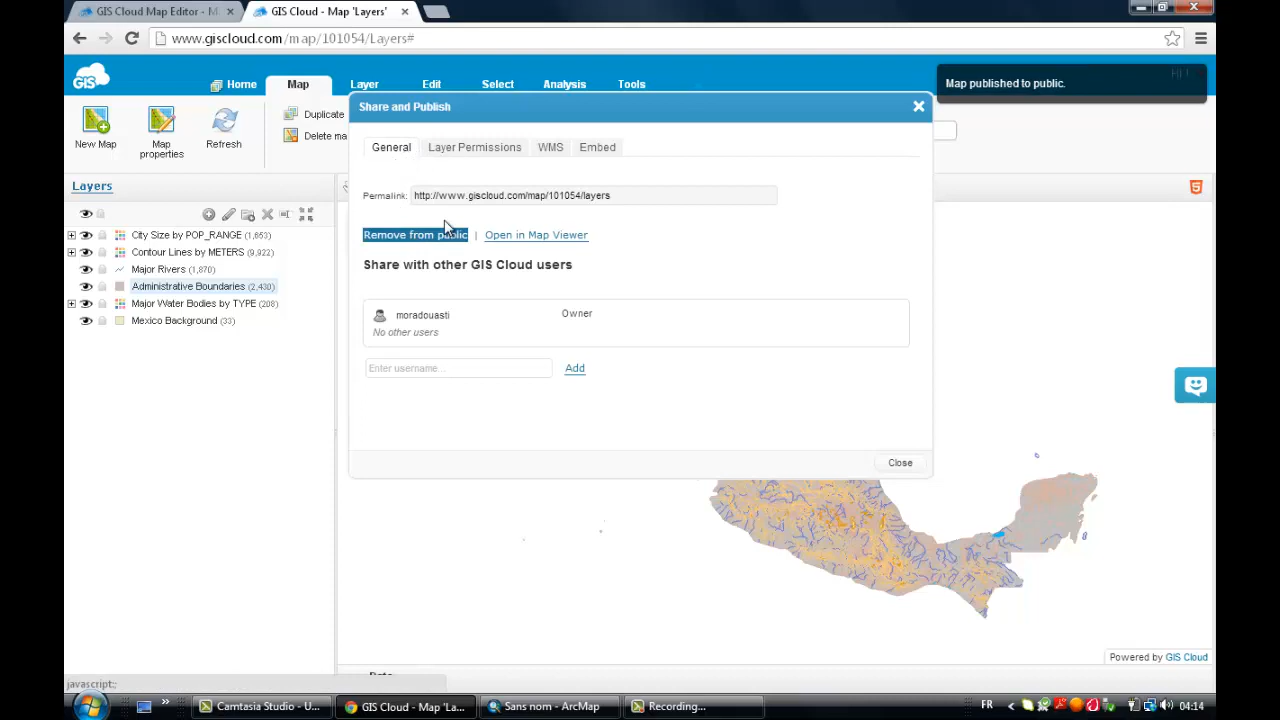 GIS Cloud Map Editor - M
GIS Cloud - Map 'Layers'
www.giscloud.com/map/101054/Layers#
GIS
Home
Map
Layer
Edit
Select
Analysis
Tools
Map published to public.
New Map
Map properties
Refresh
Duplicate
Delete ma
Share and Publish
General
Layer Permissions
WMS
Embed
Permalink: http://www.giscloud.com/map/101054/layers
Remove from public | Open in Map Viewer
Share with other GIS Cloud users
moradouasti
Owner
No other users
Enter username...
Add
Close
Layers
City Size by POP_RANGE (1,653)
Contour Lines by METERS (9,922)
Major Rivers (1,870)
Administrative Boundaries (2,430)
Major Water Bodies by TYPE (208)
Mexico Background (33)
Powered by GIS Cloud
javascript:;
Camtasia Studio - U...
GIS Cloud - Map 'La...
Sans nom - ArcMap
Recording...
FR
04:14